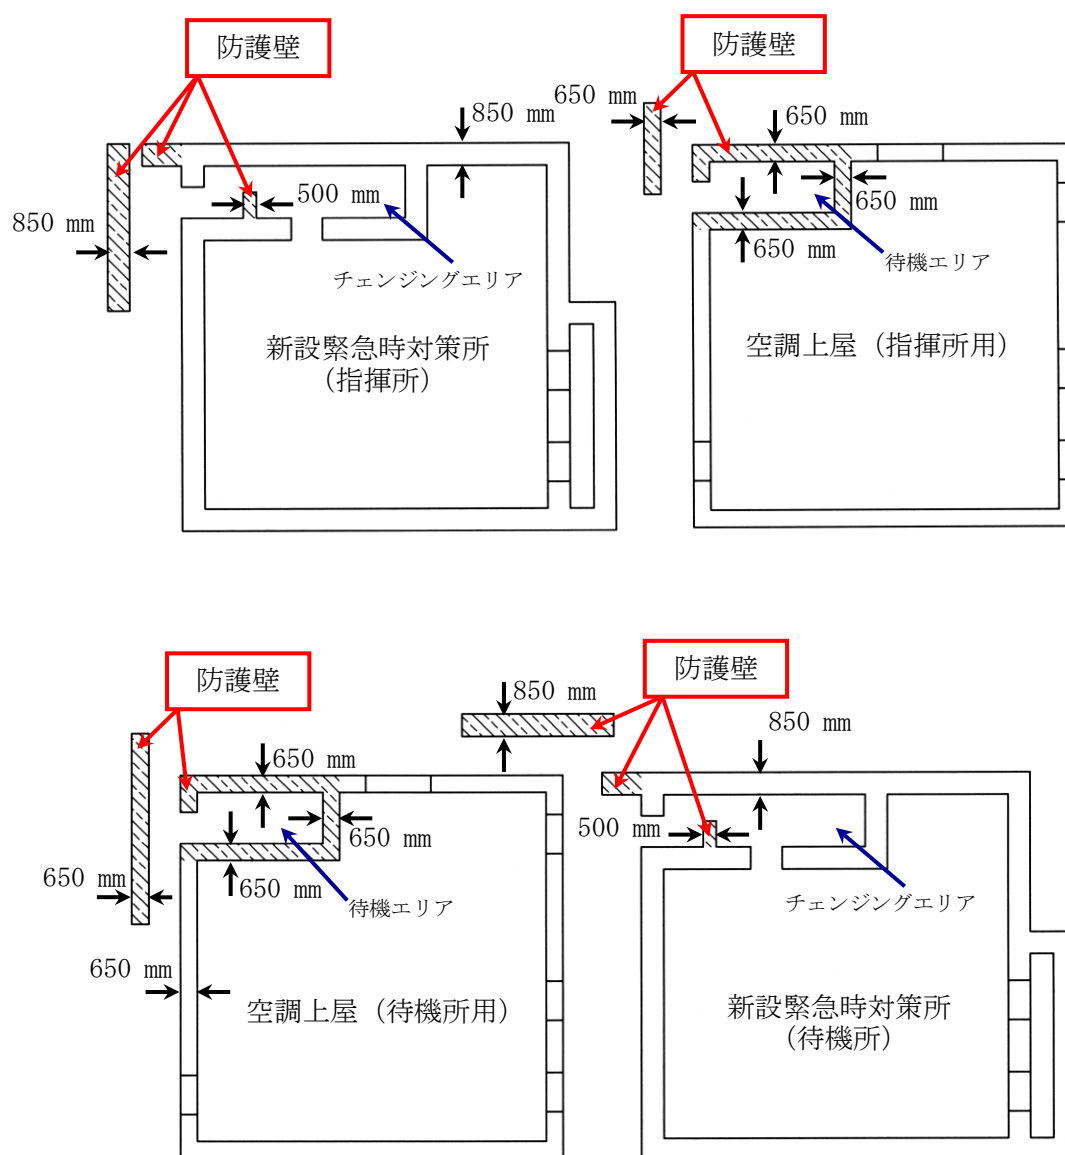 防護壁
防護壁
650 mm
850 mm
650 mm
500 mm
650 mm
850 mm
650 mm
チェンジングエリア
待機エリア
新設緊急時対策所
(指揮所)
空調上屋（指揮所用）
防護壁
防護壁
850 mm
850 mm
650 mm
500 mm
650 mm
650 mm
650 mm
待機エリア
チェンジングエリア
650 mm
空調上屋（待機所用）
新設緊急時対策所
(待機所)